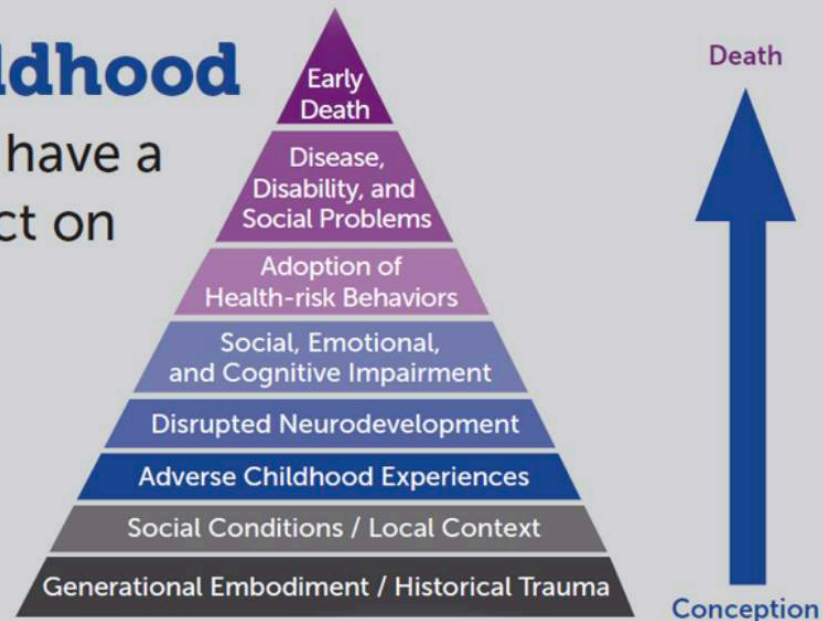 ldhood
have a
ct on
Early
Death
Disease,
Disability, and
Social Problems
Adoption of
Health-risk Behaviors
Social, Emotional,
and Cognitive Impairment
Disrupted Neurodevelopment
Adverse Childhood Experiences
Social Conditions / Local Context
Generational Embodiment / Historical Trauma
Death
Conception